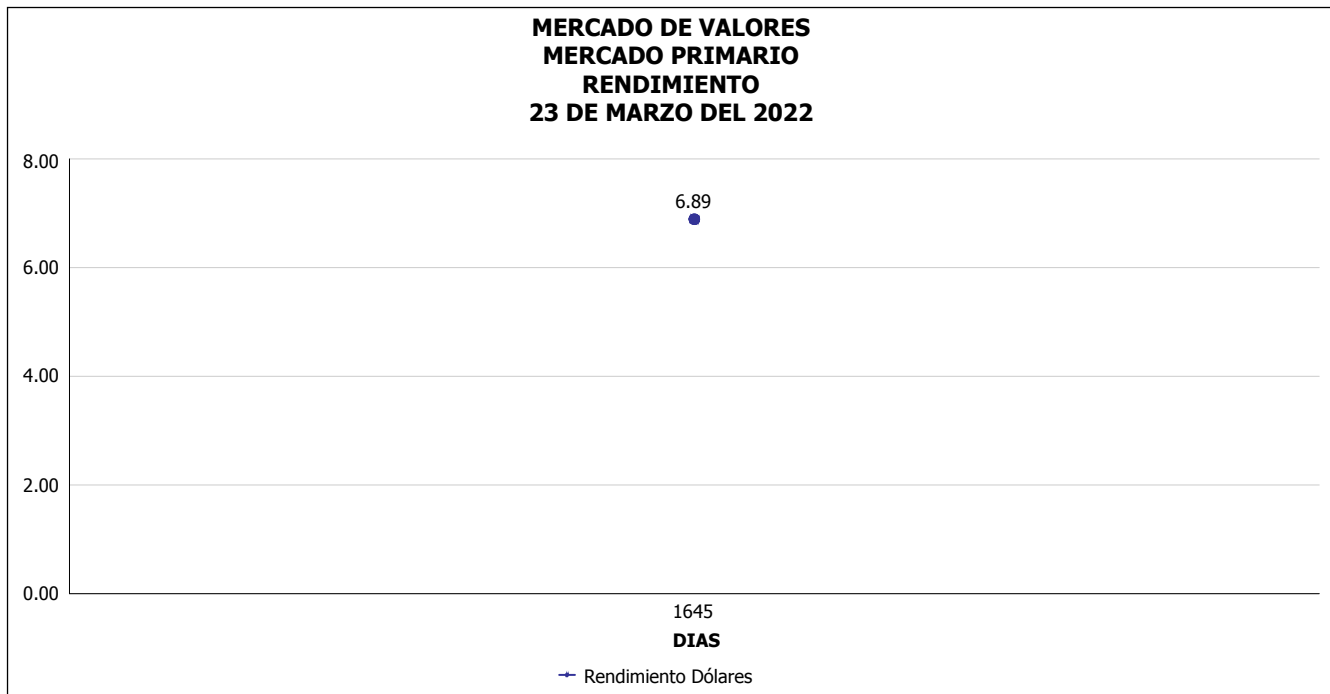 MERCADO DE VALORES
MERCADO PRIMARIO
RENDIMIENTO
23 DE MARZO DEL 2022
8.00
6.89
6.00
4.00
2.00
0.00
1645
DIAS
Rendimiento Dólares